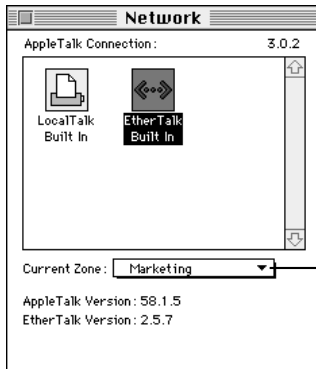 Network
AppleTalk Connection: 3.0.2
LocalTalk Built In
EtherTalk Built In
Current Zone: Marketing
AppleTalk Version: 58.1.5
EtherTalk Version: 2.5.7